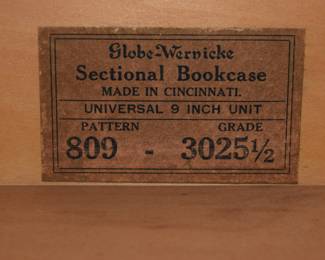 Globe-Wernicke
Sectional Bookcase
MADE IN CINCINNATI.
UNIVERSAL 9 INCH UNIT
PATTERN GRADE
809 - 3025½